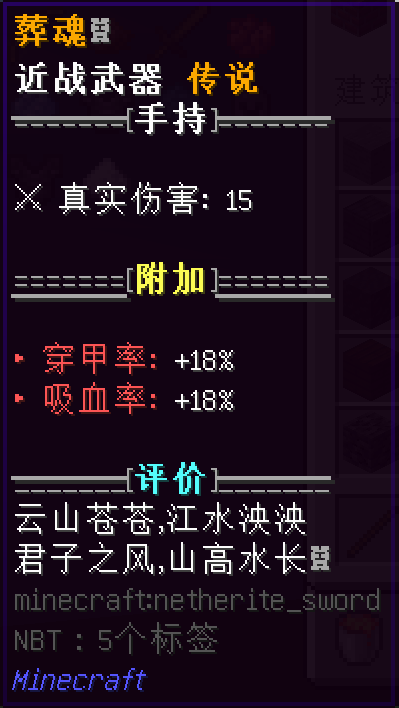 葬魂
近战武器 传说
-------[手持]-------
⚔ 真实伤害: 15
=======[附加]=======
‣ 穿甲率: +18%
‣ 吸血率: +18%
-------[评价]-------
云山苍苍,江水泱泱
君子之风,山高水长
minecraft:netherite_sword
NBT : 5个标签
Minecraft
建筑